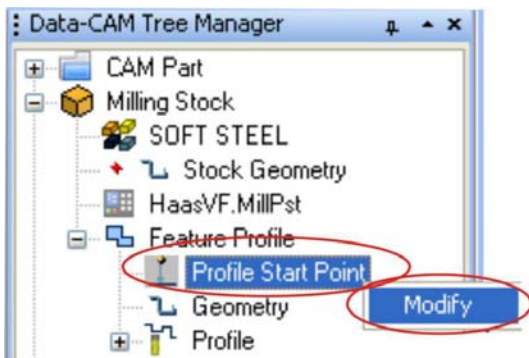 Data-CAM Tree Manager
CAM Part
Milling Stock
SOFT STEEL
Stock Geometry
HaasVF.MillPst
Feature Profile
Profile Start Point
Modify
Geometry
Profile